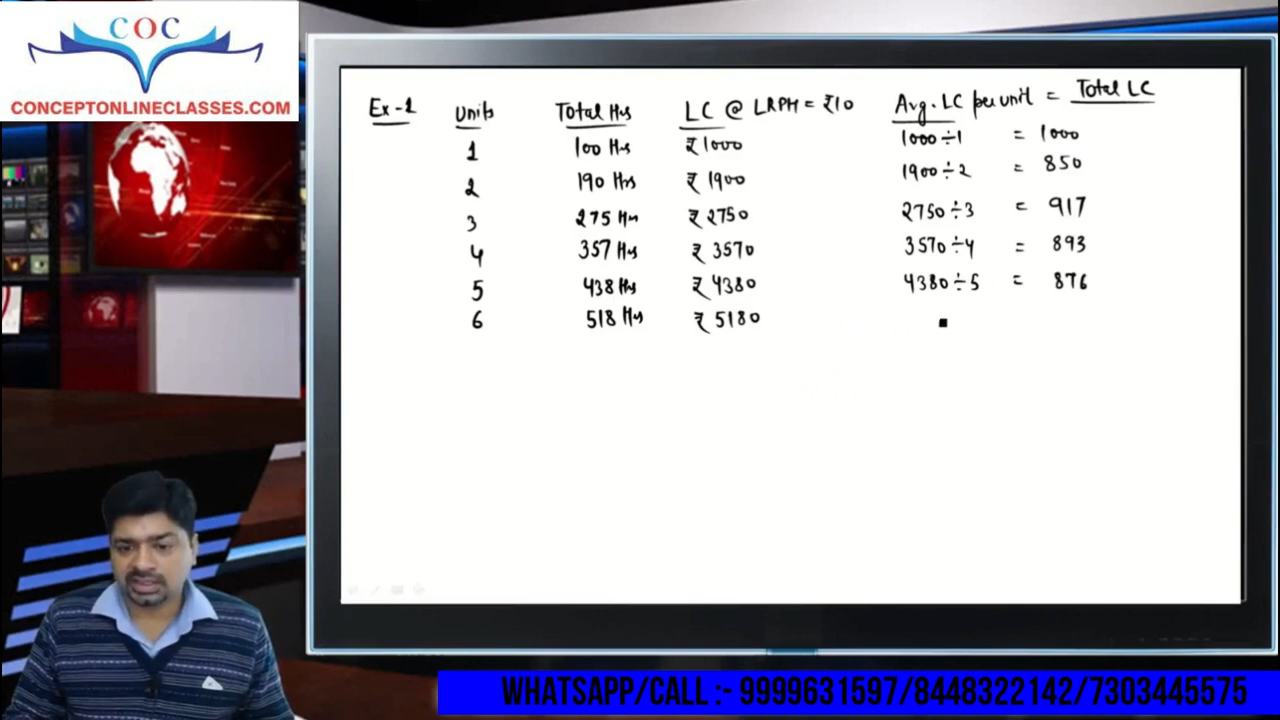 COC
CONCEPTONLINECLASSES.COM
Ex-1 Units Total Hrs LC @ LRPH = ₹10 Avg. LC per unit = Total LC
1 100 Hrs ₹1000 1000÷1 = 1000
2 190 Hrs ₹1900 1900÷2 = 850
3 275 Hrs ₹2750 2750÷3 = 917
4 357 Hrs ₹3570 3570÷4 = 893
5 438 Hrs ₹4380 4380÷5 = 876
6 518 Hrs ₹5180
WHATSAPP/CALL :- 9999631597/8448322142/7303445575